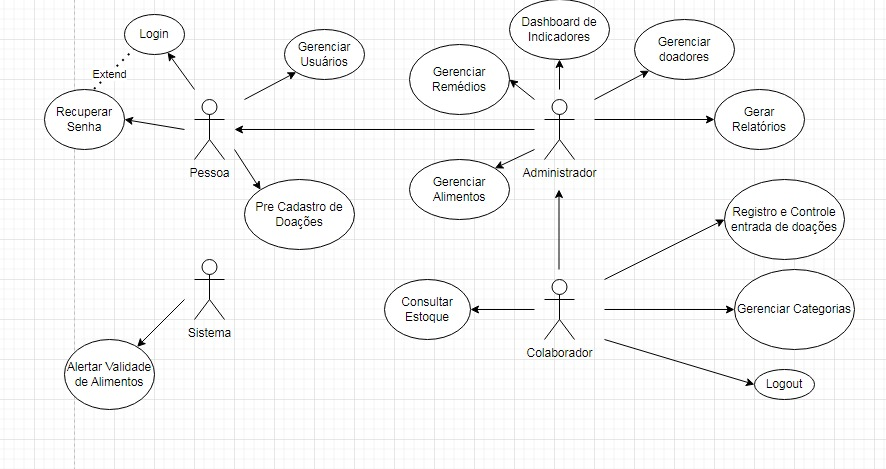 Login
Extend
Recuperar
Senha
Gerenciar
Usuários
Pessoa
Pre Cadastro de
Doações
Dashboard de
Indicadores
Gerenciar
doadores
Gerenciar
Remédios
Gerar
Relatórios
Administrador
Gerenciar
Alimentos
Registro e Controle
entrada de doações
Sistema
Alertar Validade
de Alimentos
Consultar
Estoque
Colaborador
Gerenciar Categorias
Logout